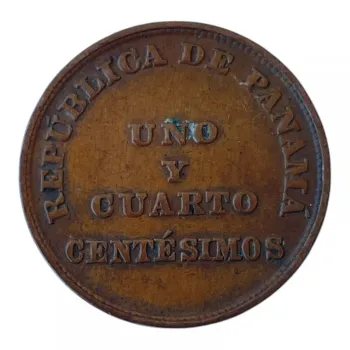 REPÚBLICA DE PANAMÁ
UNO
Y
CUARTO
CENTÉSIMOS